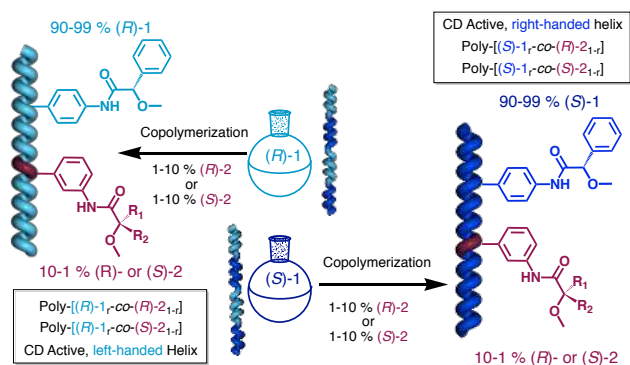 90-99 % (R)-1
O
NH
O
Copolymerization
1-10 % (R)-2
or
1-10 % (S)-2
(R)-1
O
NH
R1
R2
O
10-1 % (R)- or (S)-2
Poly-[(R)-1r-co-(R)-21-r]
Poly-[(R)-1r-co-(S)-21-r]
CD Active, left-handed Helix
(S)-1
Copolymerization
1-10 % (R)-2
or
1-10 % (S)-2
CD Active, right-handed helix
Poly-[(S)-1r-co-(R)-21-r]
Poly-[(S)-1r-co-(S)-21-r]
90-99 % (S)-1
O
NH
O
O
NH
R1
R2
O
10-1 % (R)- or (S)-2